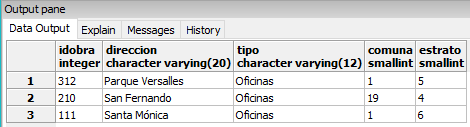 Output pane
Data Output Explain Messages History
idobra direccion tipo comuna estrato
integer character varying(20) character varying(12) smallint smallint
1 312 Parque Versalles Oficinas 1 5
2 210 San Fernando Oficinas 19 4
3 111 Santa Mónica Oficinas 1 6